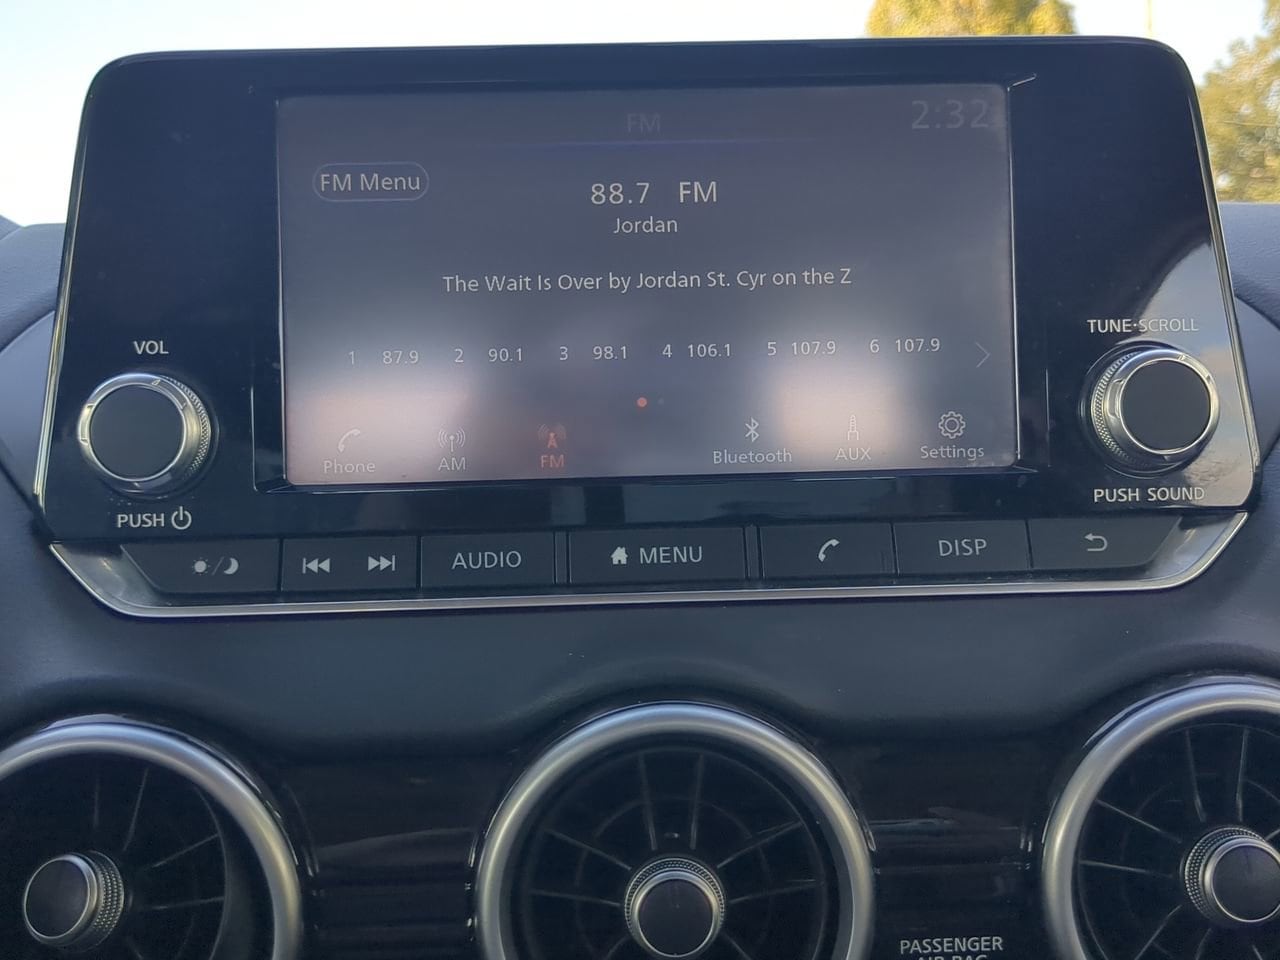 FM
2:32
FM Menu
88.7 FM
Jordan
The Wait Is Over by Jordan St. Cyr on the Z
1 87.9 2 90.1 3 98.1 4 106.1 5 107.9 6 107.9
Phone AM FM Bluetooth AUX Settings
VOL
PUSH
TUNE·SCROLL
PUSH SOUND
AUDIO MENU DISP
PASSENGER
AIR BAG